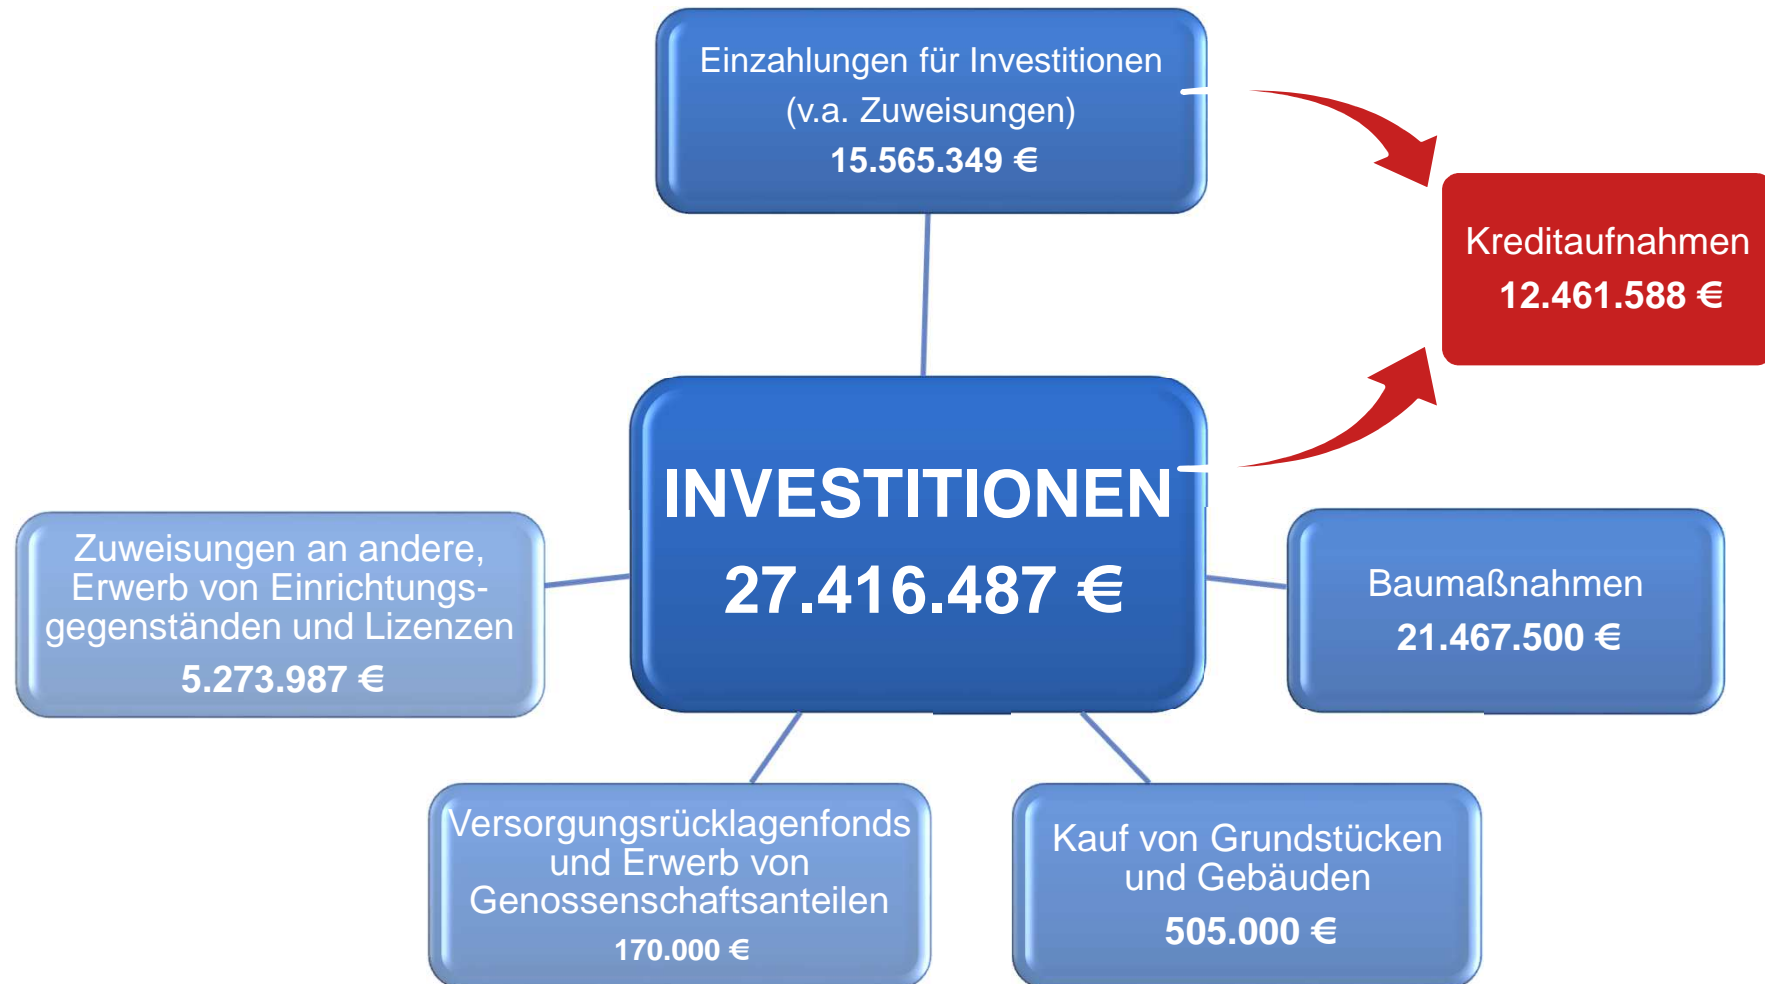 Einzahlungen für Investitionen
(v.a. Zuweisungen)
15.565.349 €
Kreditaufnahmen
12.461.588 €
INVESTITIONEN
27.416.487 €
Zuweisungen an andere,
Erwerb von Einrichtungs-
gegenständen und Lizenzen
5.273.987 €
Baumaßnahmen
21.467.500 €
Versorgungsrücklagenfonds
und Erwerb von
Genossenschaftsanteilen
170.000 €
Kauf von Grundstücken
und Gebäuden
505.000 €